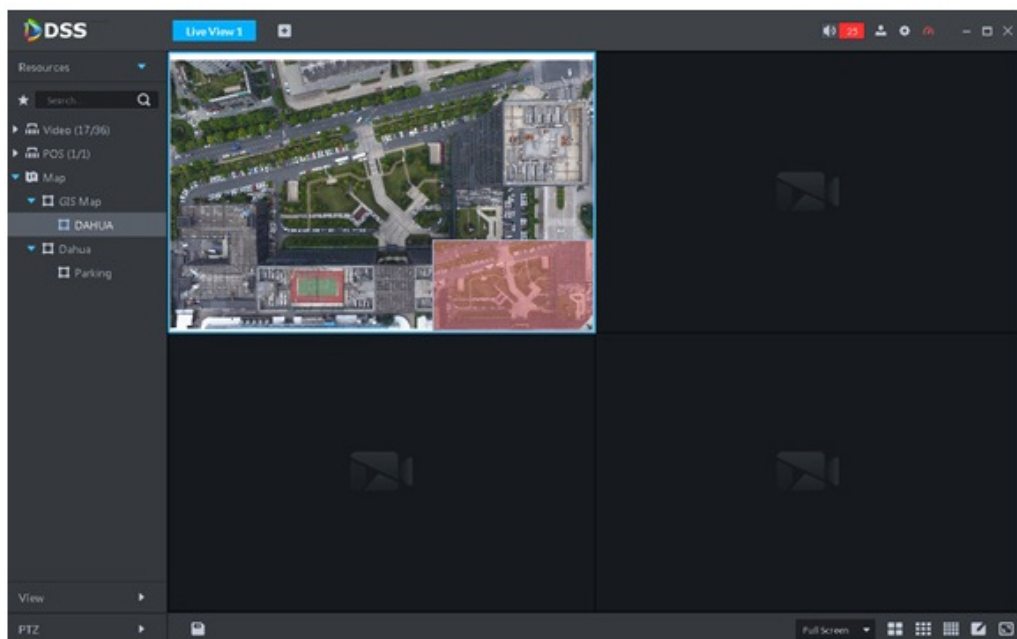 DSS
Live View 1
25
Resources
Search...
Video (17/36)
POS (1/1)
Map
GIS Map
DAHUA
Dahua
Parking
View
PTZ
Full Screen